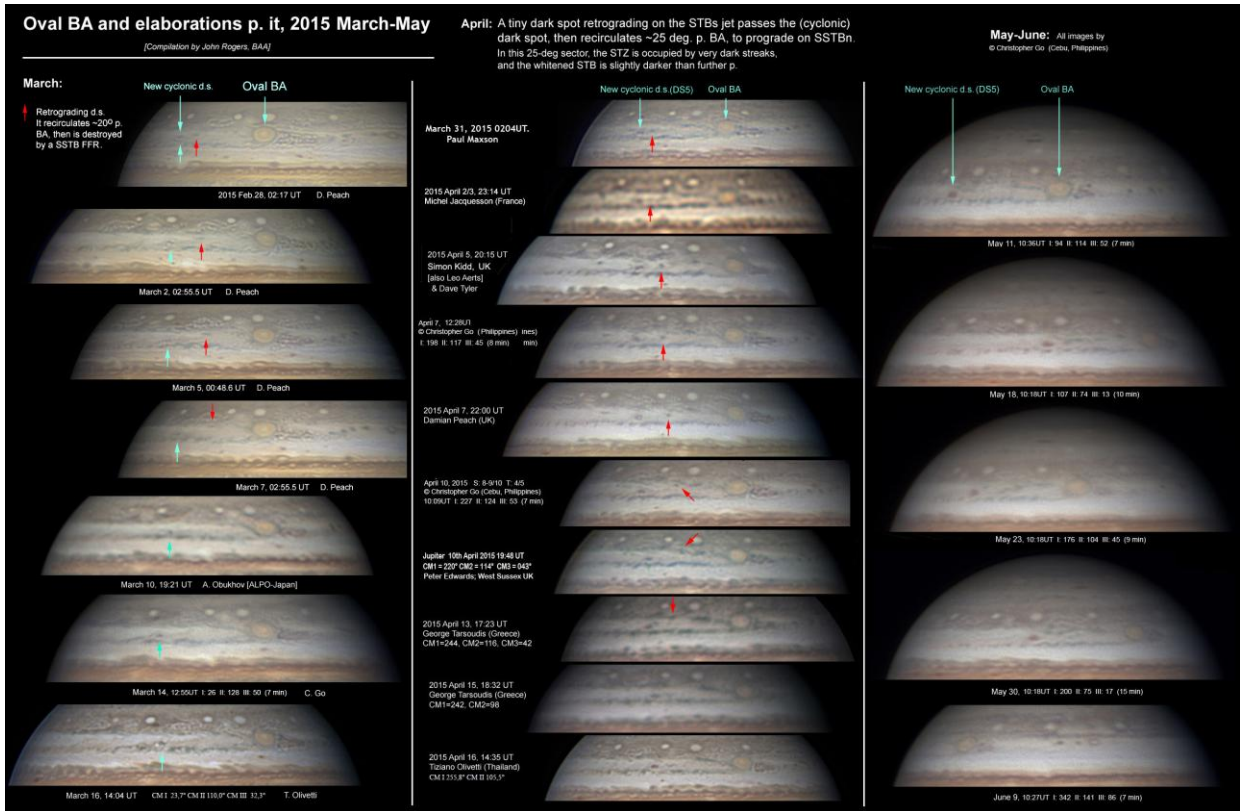 Oval BA and elaborations p. it, 2015 March-May
[Compilation by John Rogers, BAA]
March:
Retrograding d.s.
It recirculates ~20º p.
BA, then is destroyed
by a SSTB FFR.
New cyclonic d.s.
Oval BA
2015 Feb.28, 02:17 UT D. Peach
March 2, 02:55.5 UT D. Peach
March 5, 00:48.6 UT D. Peach
March 7, 02:55.5 UT D. Peach
March 10, 19:21 UT A. Obukhov [ALPO-Japan]
March 14, 12:55UT I: 26 II: 128 III: 50 (7 min) C. Go
March 16, 14:04 UT CM I 23,7° CM II 110,0° CM III 32,3° T. Olivetti
April: A tiny dark spot retrograding on the STBs jet passes the (cyclonic)
dark spot, then recirculates ~25 deg. p. BA, to prograde on SSTBn.
In this 25-deg sector, the STZ is occupied by very dark streaks,
and the whitened STB is slightly darker than further p.
New cyclonic d.s.(DS5)
Oval BA
March 31, 2015 0204UT.
Paul Maxson
2015 April 2/3, 23:14 UT
Michel Jacquesson (France)
2015 April 5, 20:15 UT
Simon Kidd, UK
[also Leo Aerts]
& Dave Tyler
April 7, 12:28UT
© Christopher Go (Philippines) ines)
I: 198 II: 117 III: 45 (8 min) min)
2015 April 7, 22:00 UT
Damian Peach (UK)
April 10, 2015 S: 8-9/10 T: 4/5
© Christopher Go (Cebu, Philippines)
10:09UT I: 227 II: 124 III: 53 (7 min)
Jupiter 10th April 2015 19:48 UT
CM1 = 220° CM2 = 114° CM3 = 043°
Peter Edwards; West Sussex UK
2015 April 13, 17:23 UT
George Tarsoudis (Greece)
CM1=244, CM2=116, CM3=42
2015 April 15, 18:32 UT
George Tarsoudis (Greece)
CM1=242, CM2=98
2015 April 16, 14:35 UT
Tiziano Olivetti (Thailand)
CM I 255,8° CM II 105,5°
May-June: All images by
© Christopher Go (Cebu, Philippines)
New cyclonic d.s. (DS5)
Oval BA
May 11, 10:36UT I: 94 II: 114 III: 52 (7 min)
May 18, 10:18UT I: 107 II: 74 III: 13 (10 min)
May 23, 10:18UT I: 176 II: 104 III: 45 (9 min)
May 30, 10:18UT I: 200 II: 75 III: 17 (15 min)
June 9, 10:27UT I: 342 II: 141 III: 86 (7 min)